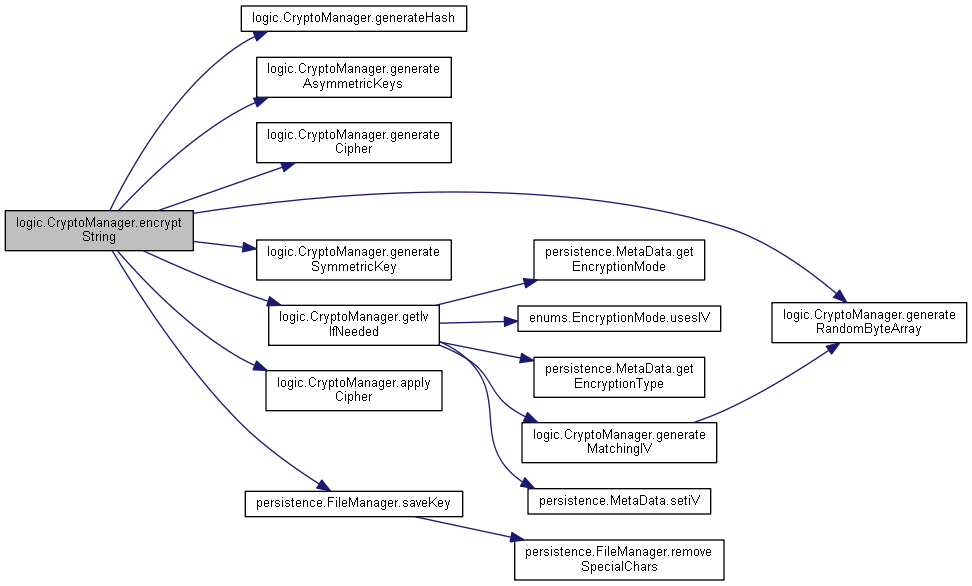 logic.CryptoManager.generateHash
logic.CryptoManager.generate
AsymmetricKeys
logic.CryptoManager.generate
Cipher
logic.CryptoManager.encrypt
String
logic.CryptoManager.generate
SymmetricKey
logic.CryptoManager.getIv
IfNeeded
logic.CryptoManager.apply
Cipher
persistence.FileManager.saveKey
persistence.MetaData.get
EncryptionMode
enums.EncryptionMode.usesIV
persistence.MetaData.get
EncryptionType
logic.CryptoManager.generate
MatchingIV
persistence.MetaData.setiV
persistence.FileManager.remove
SpecialChars
logic.CryptoManager.generate
RandomByteArray